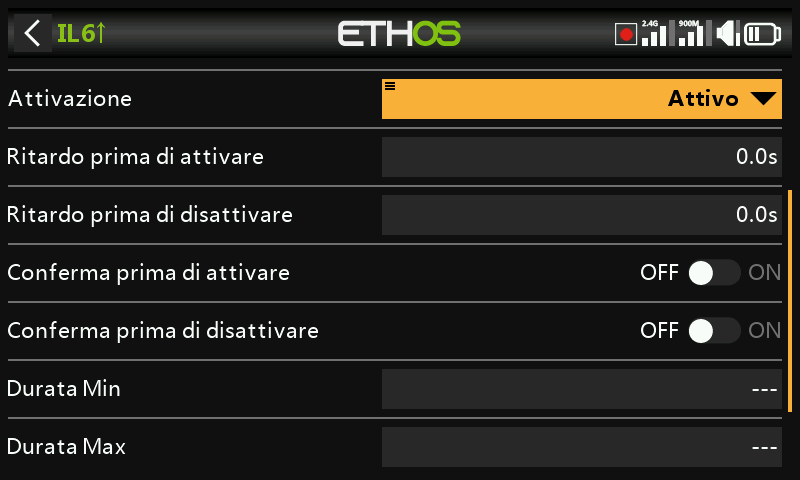 IL6↑ ETHOS 2.4G 900M
Attivazione Attivo
Ritardo prima di attivare 0.0s
Ritardo prima di disattivare 0.0s
Conferma prima di attivare OFF ON
Conferma prima di disattivare OFF ON
Durata Min ---
Durata Max ---